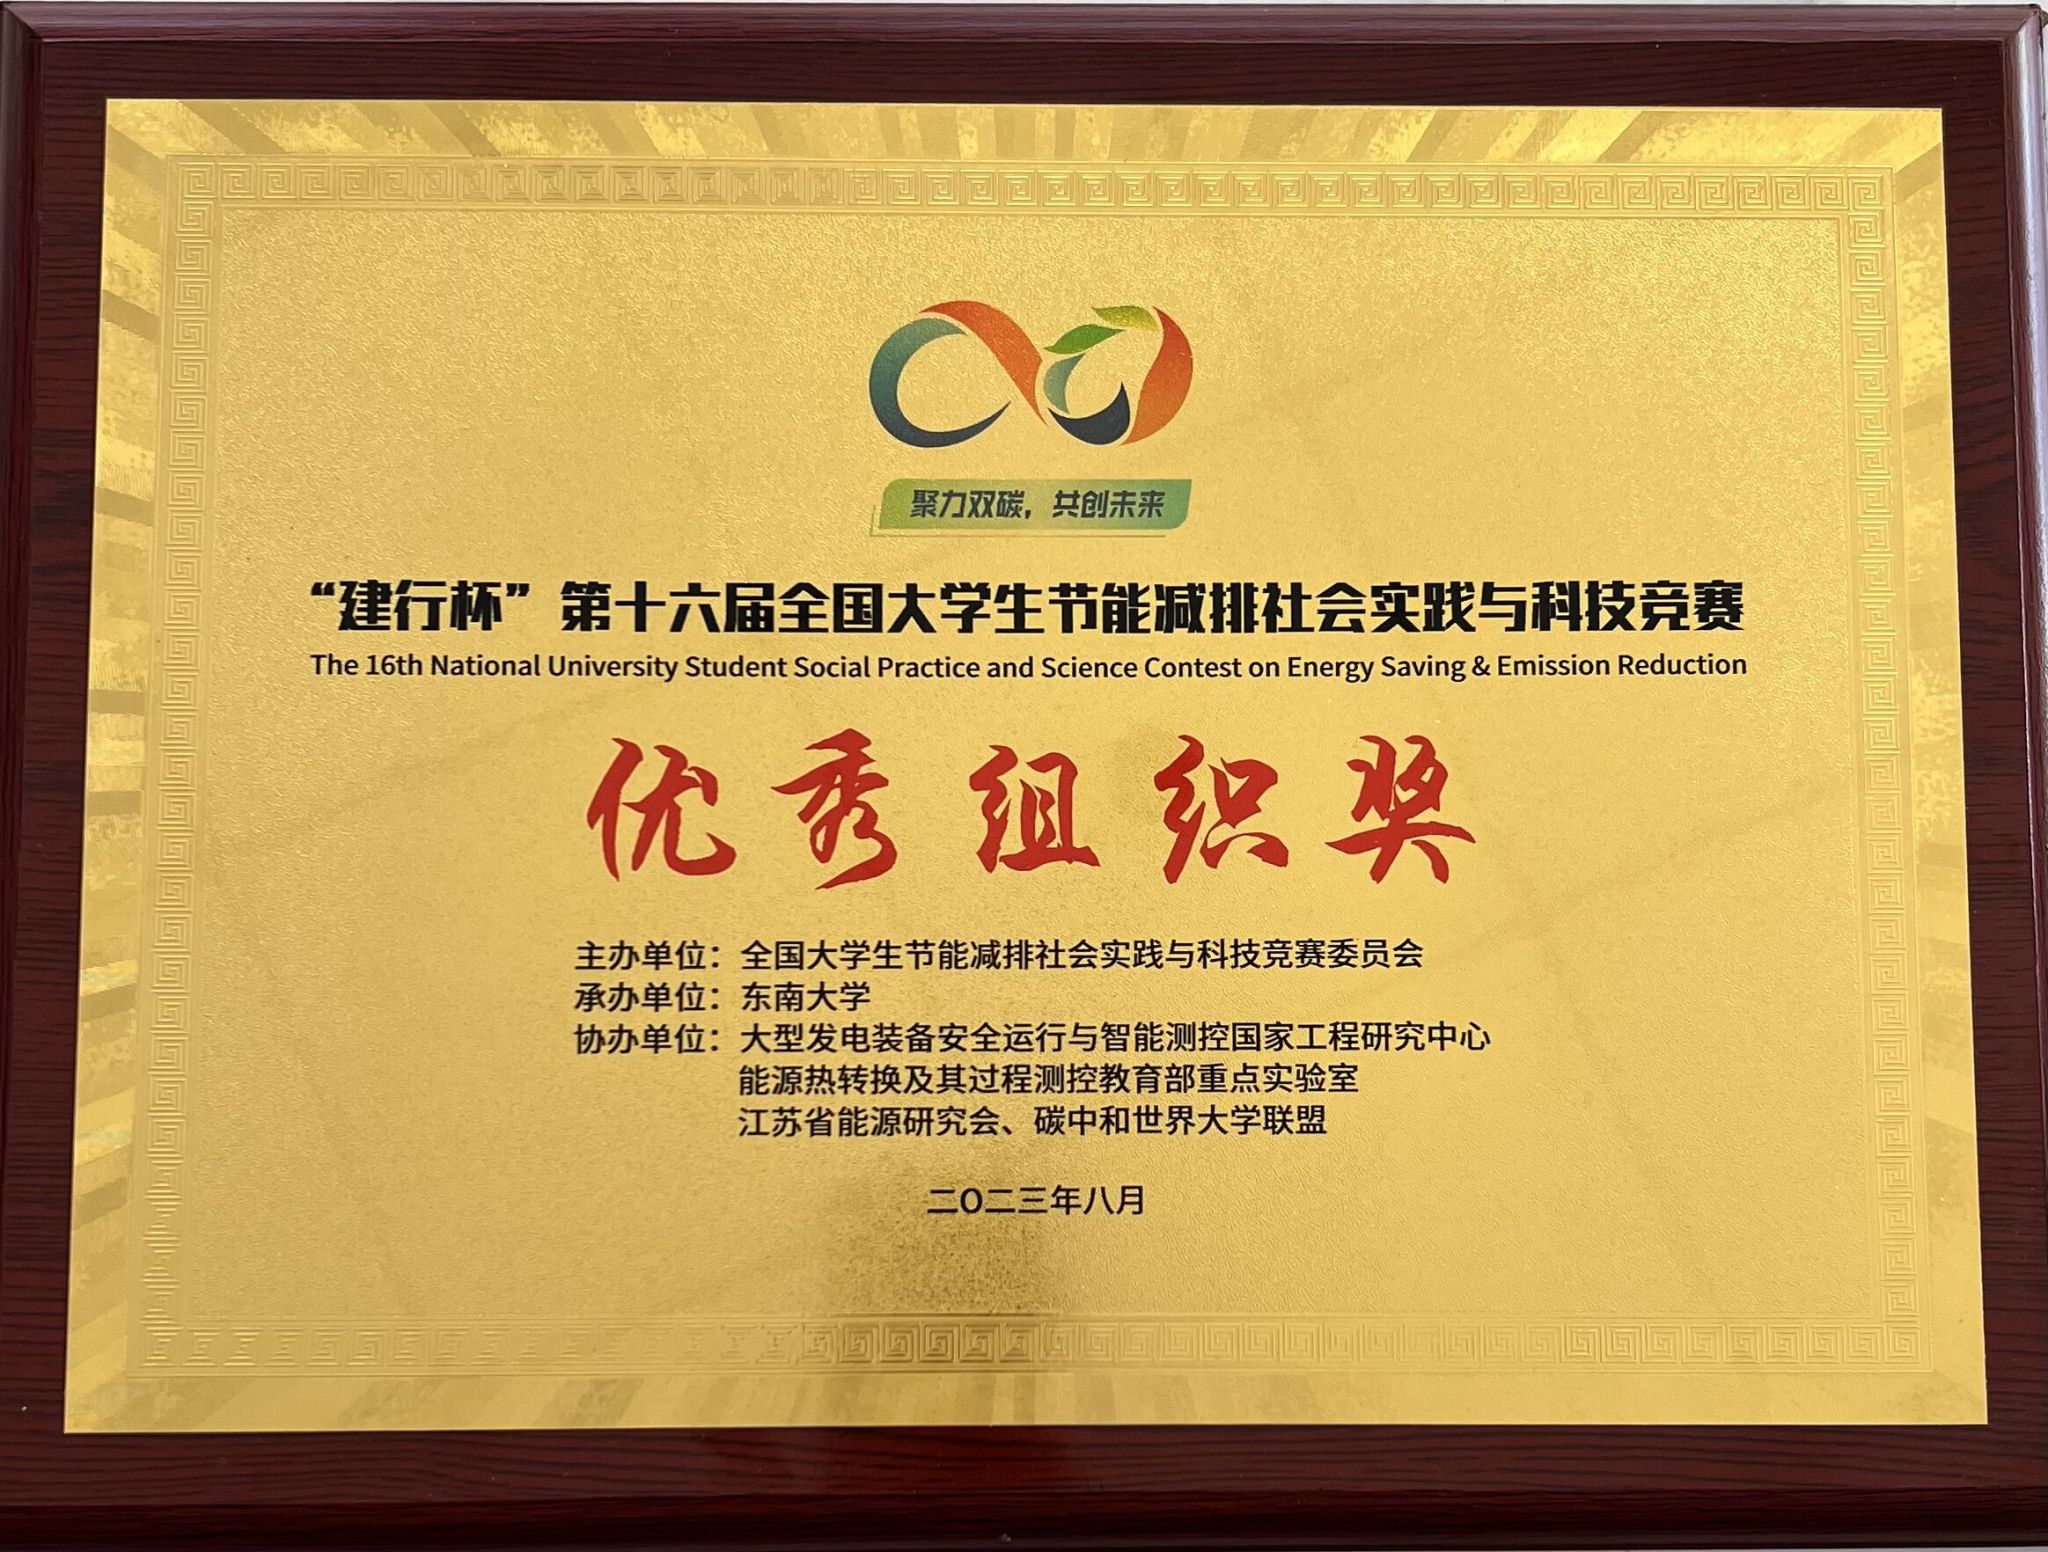 聚力双碳，共创未来
“建行杯”第十六届全国大学生节能减排社会实践与科技竞赛
The 16th National University Student Social Practice and Science Contest on Energy Saving & Emission Reduction
优秀组织奖
主办单位：全国大学生节能减排社会实践与科技竞赛委员会
承办单位：东南大学
协办单位：大型发电装备安全运行与智能测控国家工程研究中心
能源热转换及其过程测控教育部重点实验室
江苏省能源研究会、碳中和世界大学联盟
二〇二三年八月